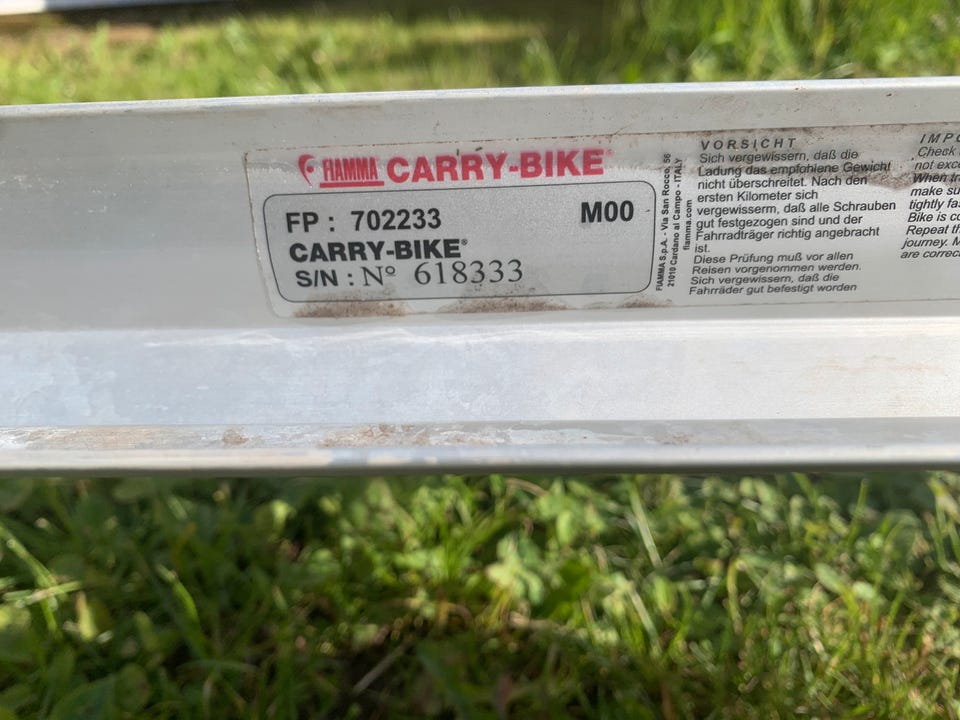 FIAMMA CARRY-BIKE®
FP : 702233 M00
CARRY-BIKE®
S/N : Nº 618333
FIAMMA S.p.A. - Via San Rocco, 56
21010 Cardano al Campo - ITALY
fiamma.com
VORSICHT
Sich vergewissern, daß die
Ladung das empfohlene Gewicht
nicht überschreitet. Nach den
ersten Kilometer sich
vergewissern, daß alle Schrauben
gut festgezogen sind und der
Fahrradträger richtig angebracht
ist.
Diese Prüfung muß vor allen
Reisen vorgenommen werden.
Sich vergewissern, daß die
Fahrräder gut befestigt worden
IMPO
Check
not exce
When tra
make su
tightly fas
Bike is co
Repeat th
journey. M
are correc